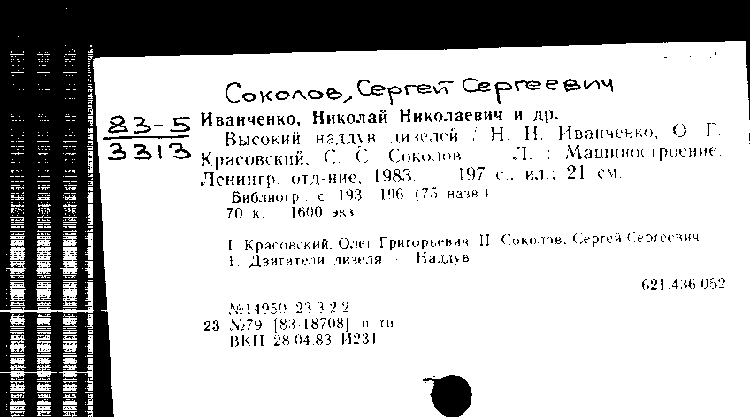 Соколов, Сергей Сергеевич
83-5
3313
Иванченко, Николай Николаевич и др.
Высокий наддув дизелей / Н. Н. Иванченко, О. Г.
Красовский, С. С. Соколов. — Л. : Машиностроение.
Ленингр. отд-ние, 1983. — 197 с., ил.; 21 см.
Библиогр.: с. 193—196 (75 назв.)
70 к. 1600 экз.
I. Красовский, Олег Григорьевич. II. Соколов, Сергей Сергеевич
1. Двигатели дизеля — Наддув
621.436.052
№14950 23 3 2 2
23 №79 [83-18708] п ти
ВКП 28.04.83 И231